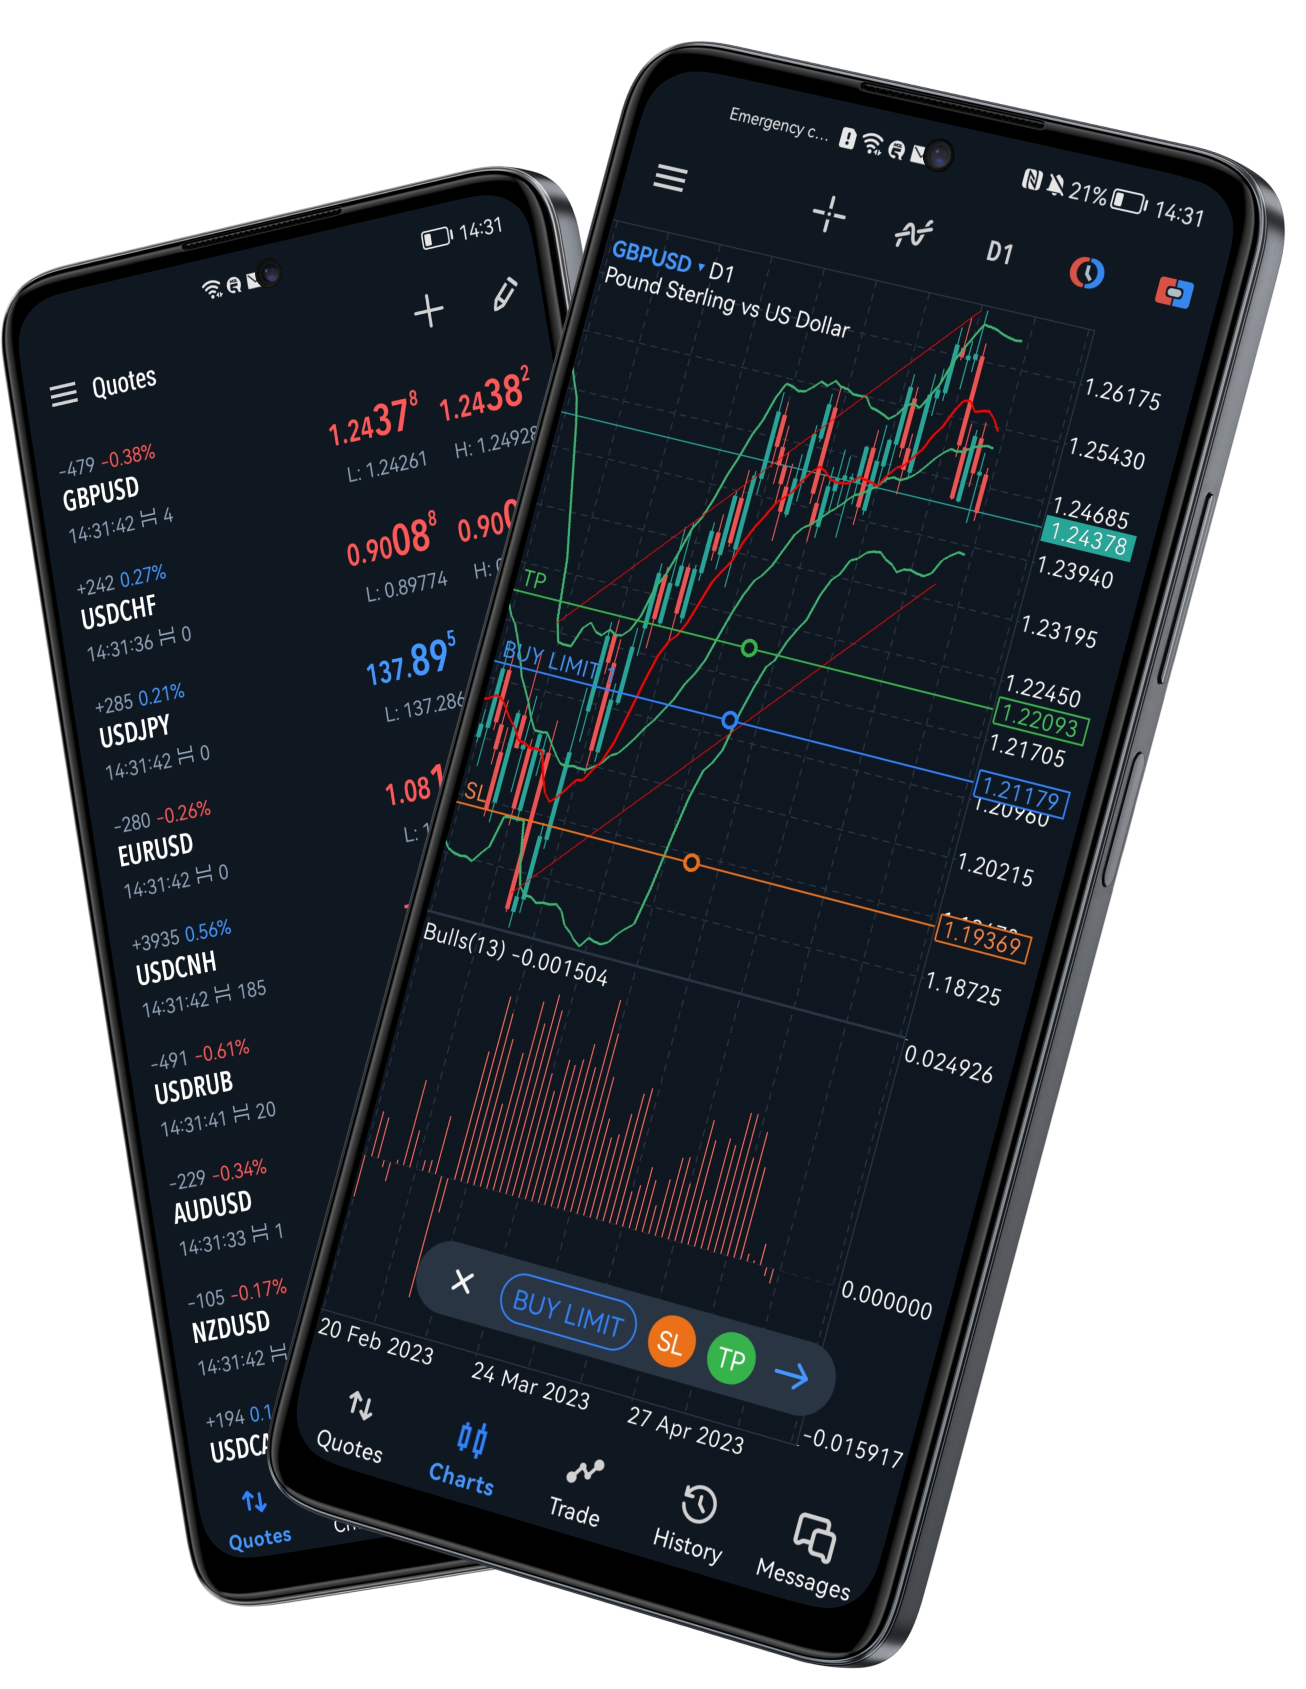 14:31
Quotes
-479 -0.38%
GBPUSD
14:31:42 4
1.24378 1.24382
L: 1.24261 H: 1.24928
+242 0.27%
USDCHF
14:31:36 0
0.90088 0.900
L: 0.89774 H:
+285 0.21%
USDJPY
14:31:42 0
137.895
L: 137.286
-280 -0.26%
EURUSD
14:31:42 0
1.081
L: 1
+3935 0.56%
USDCNH
14:31:42 185
-491 -0.61%
USDRUB
14:31:41 20
-229 -0.34%
AUDUSD
14:31:33 1
-105 -0.17%
NZDUSD
14:31:42
+194 0.1
USDCA
Quotes
Emergency c... 21% 14:31
D1
GBPUSD D1
Pound Sterling vs US Dollar
1.26175
1.25430
1.24685
1.24378
1.23940
1.23195
TP
1.22450
1.22093
BUY LIMIT
1.21705
1.21179
1.20960
SL
1.20215
1.19369
1.18725
Bulls(13) -0.001504
0.024926
0.000000
-0.015917
BUY LIMIT SL TP
20 Feb 2023 24 Mar 2023 27 Apr 2023
Quotes Charts Trade History Messages